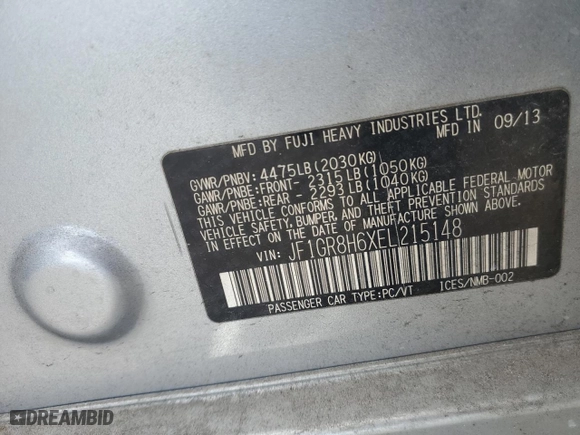 MFD BY FUJI HEAVY INDUSTRIES LTD.
MADE IN JAPAN 09/13
GVWR/PNBV: 4475LB(2030KG)
GAWR/PNBE:FRONT- 2315LB(1050KG)
GAWR/PNBE:REAR - 2293LB(1040KG)
THIS VEHICLE CONFORMS TO ALL APPLICABLE FEDERAL MOTOR
VEHICLE SAFETY, BUMPER, AND THEFT PREVENTION STANDARDS
IN EFFECT ON THE DATE OF MANUFACTURE SHOWN ABOVE.
VIN: JF1GR8H6XEL215148
PASSENGER CAR TYPE:PC/VT ICES/NMB-002
DREAMBID